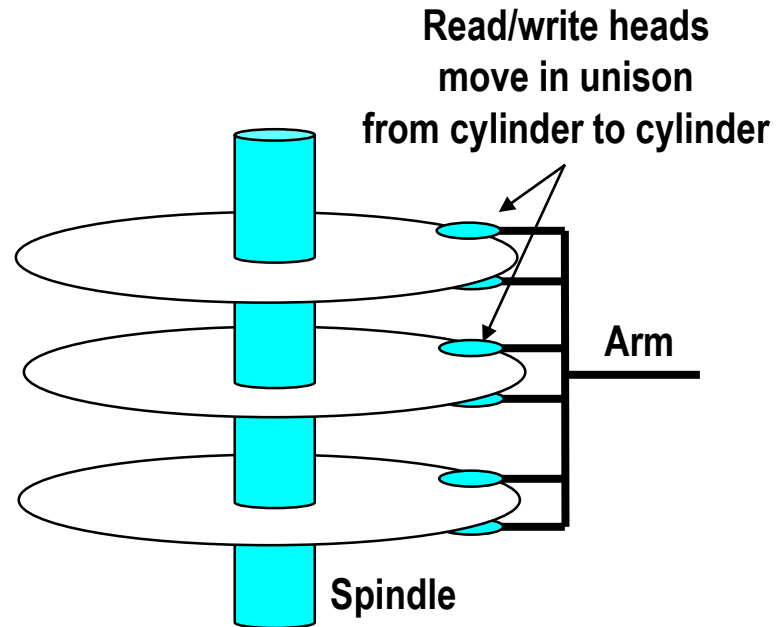 Read/write heads
move in unison
from cylinder to cylinder
Arm
Spindle